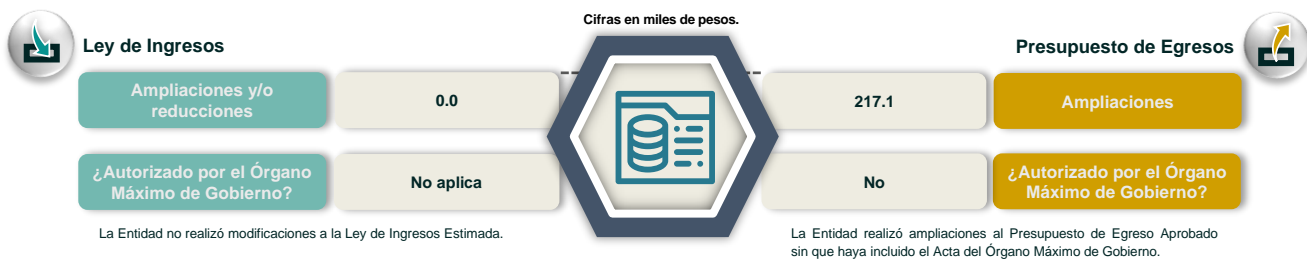 Cifras en miles de pesos.
Ley de Ingresos
Presupuesto de Egresos
Ampliaciones y/o
reducciones
0.0
217.1
Ampliaciones
¿Autorizado por el Órgano
Máximo de Gobierno?
No aplica
No
¿Autorizado por el Órgano
Máximo de Gobierno?
La Entidad no realizó modificaciones a la Ley de Ingresos Estimada.
La Entidad realizó ampliaciones al Presupuesto de Egreso Aprobado
sin que haya incluido el Acta del Órgano Máximo de Gobierno.